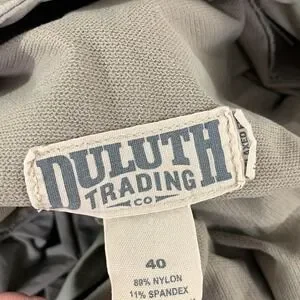 DULUTH
TRADING
CO
40
89% NYLON
11% SPANDEX